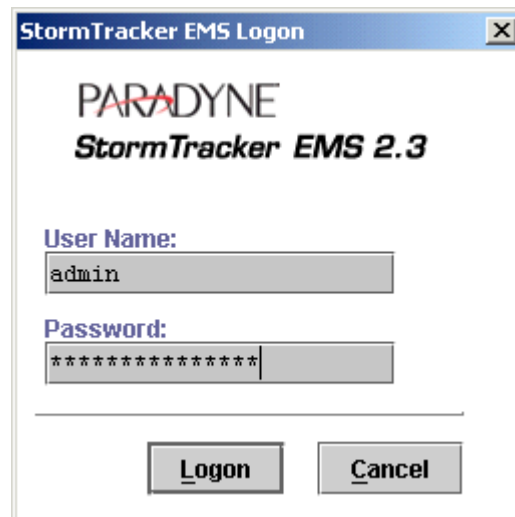 StormTracker EMS Logon
PARADYNE
StormTracker EMS 2.3
User Name:
admin
Password:
***************
Logon
Cancel